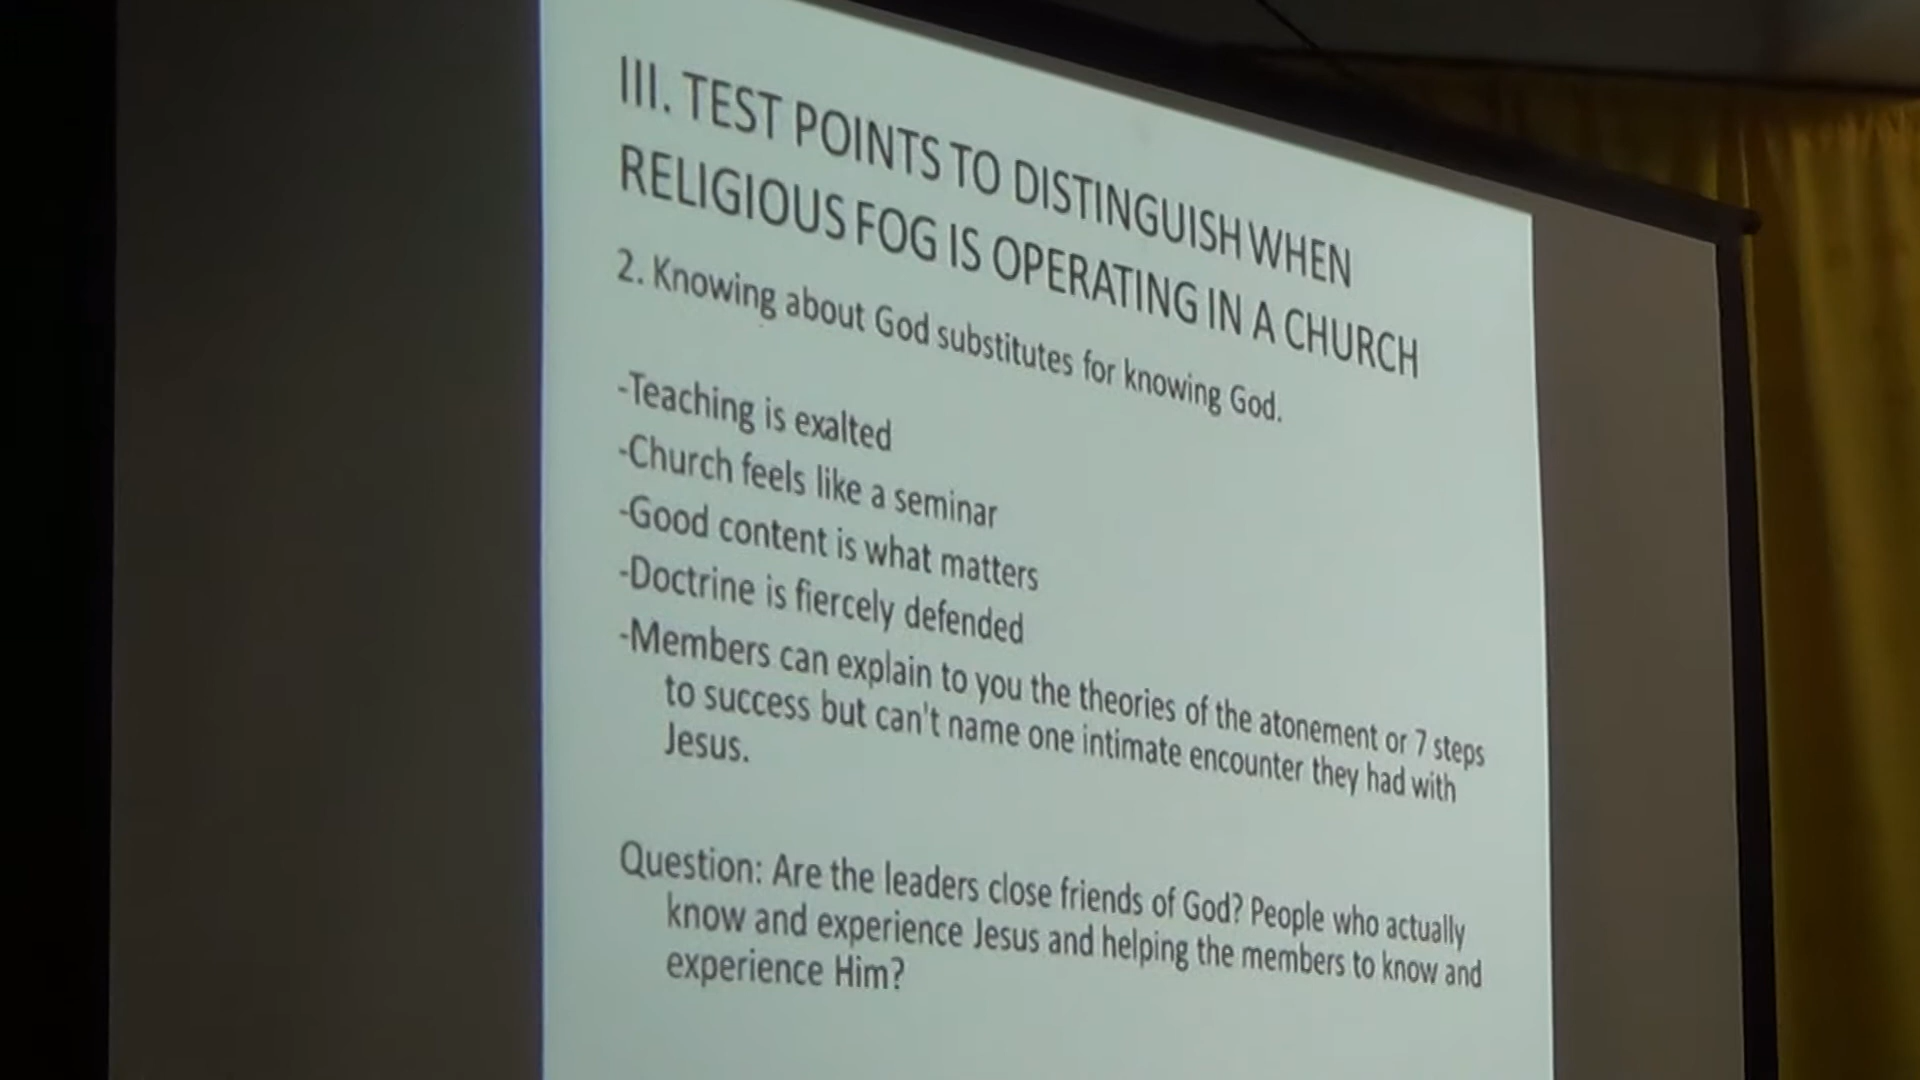 III. TEST POINTS TO DISTINGUISH WHEN
RELIGIOUS FOG IS OPERATING IN A CHURCH
2. Knowing about God substitutes for knowing God.
-Teaching is exalted
-Church feels like a seminar
-Good content is what matters
-Doctrine is fiercely defended
-Members can explain to you the theories of the atonement or 7 steps
to success but can't name one intimate encounter they had with
Jesus.
Question: Are the leaders close friends of God? People who actually
know and experience Jesus and helping the members to know and
experience Him?